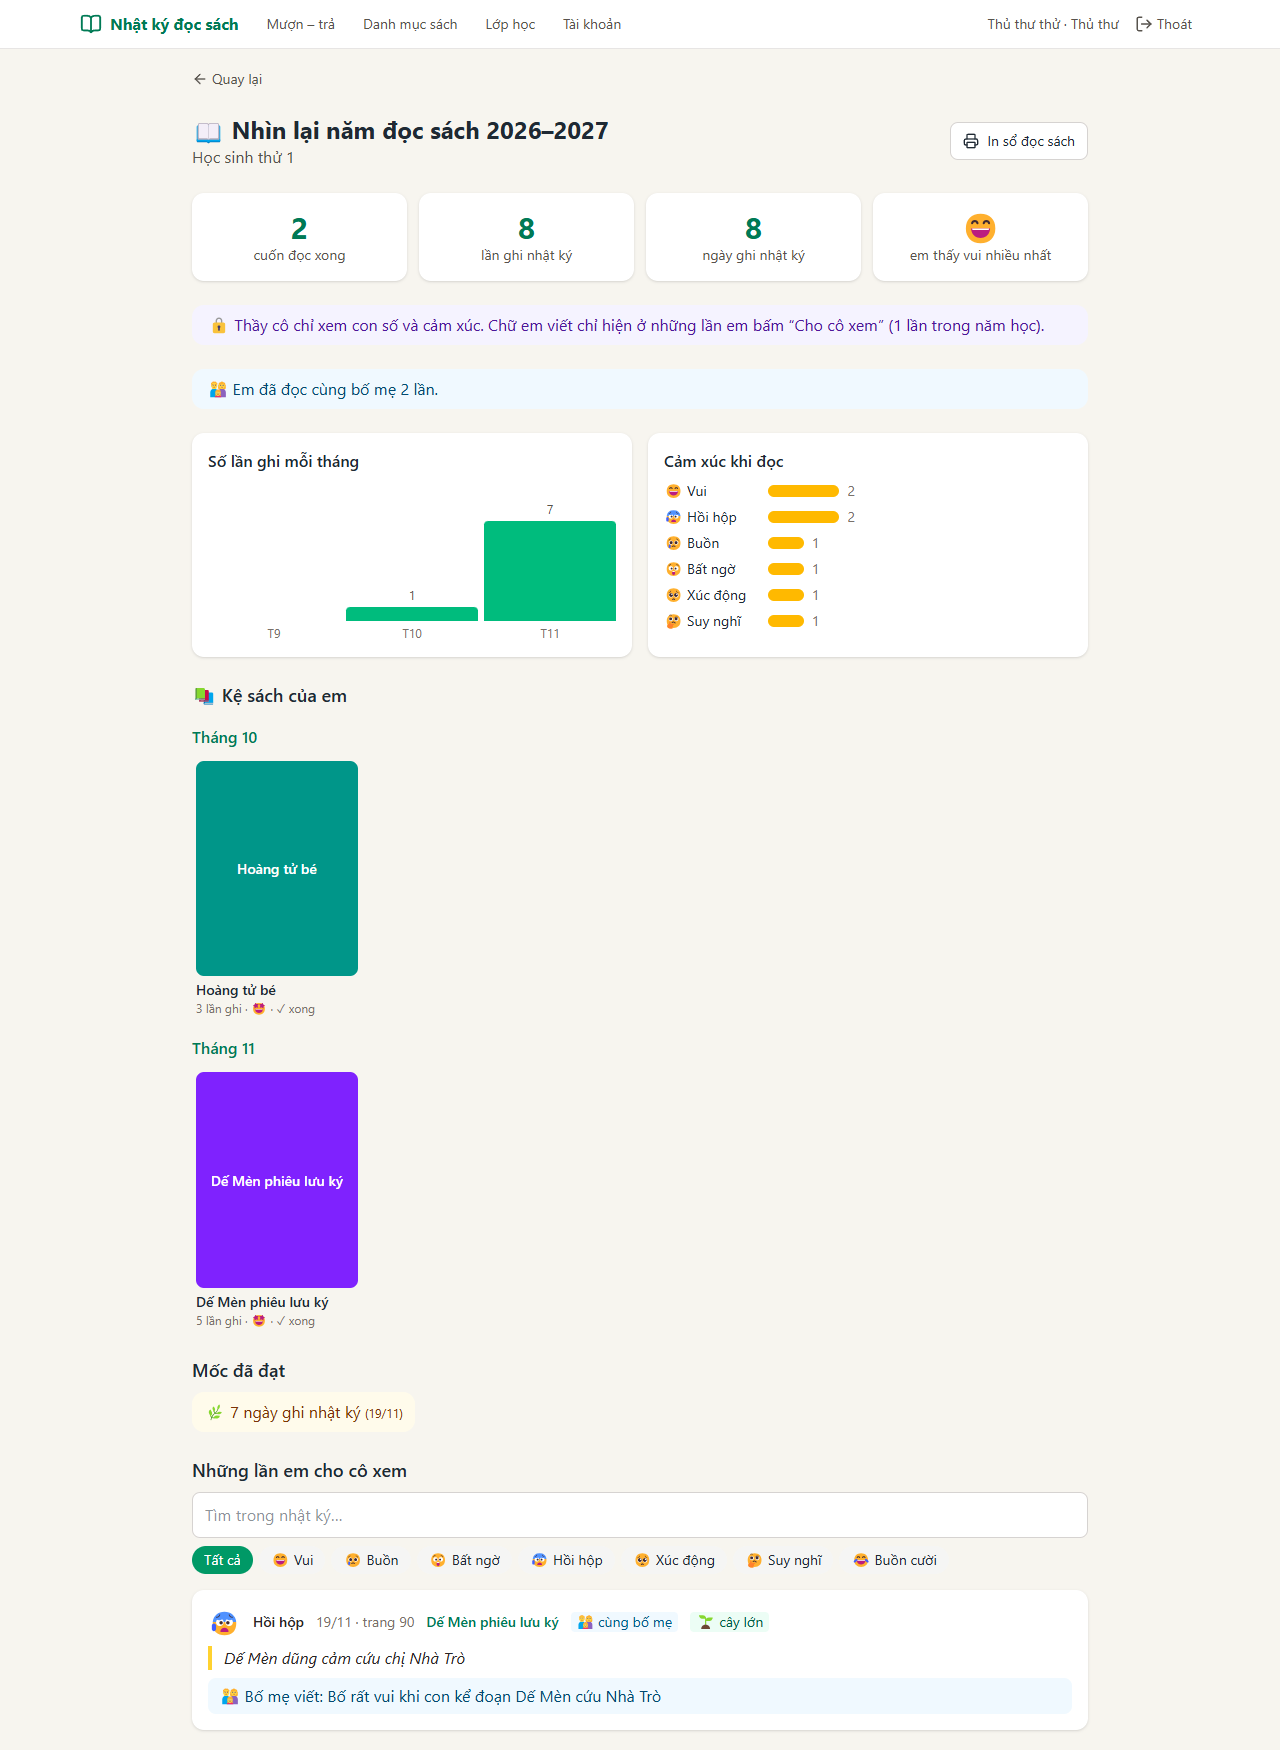 Nhật ký đọc sách Mượn – trả Danh mục sách Lớp học Tài khoản Thủ thư thử · Thủ thư Thoát
Quay lại
Nhìn lại năm đọc sách 2026–2027
Học sinh thử 1
In sổ đọc sách
2
cuốn đọc xong
8
lần ghi nhật ký
8
ngày ghi nhật ký
em thấy vui nhiều nhất
Thầy cô chỉ xem con số và cảm xúc. Chữ em viết chỉ hiện ở những lần em bấm “Cho cô xem” (1 lần trong năm học).
Em đã đọc cùng bố mẹ 2 lần.
Số lần ghi mỗi tháng
7
1
T9 T10 T11
Cảm xúc khi đọc
Vui 2
Hồi hộp 2
Buồn 1
Bất ngờ 1
Xúc động 1
Suy nghĩ 1
Kệ sách của em
Tháng 10
Hoàng tử bé
Hoàng tử bé
3 lần ghi · 🤩 · ✓ xong
Tháng 11
Dế Mèn phiêu lưu ký
Dế Mèn phiêu lưu ký
5 lần ghi · 🤩 · ✓ xong
Mốc đã đạt
7 ngày ghi nhật ký (19/11)
Những lần em cho cô xem
Tìm trong nhật ký...
Tất cả Vui Buồn Bất ngờ Hồi hộp Xúc động Suy nghĩ Buồn cười
Hồi hộp 19/11 · trang 90 Dế Mèn phiêu lưu ký cùng bố mẹ cây lớn
Dế Mèn dũng cảm cứu chị Nhà Trò
Bố mẹ viết: Bố rất vui khi con kể đoạn Dế Mèn cứu Nhà Trò